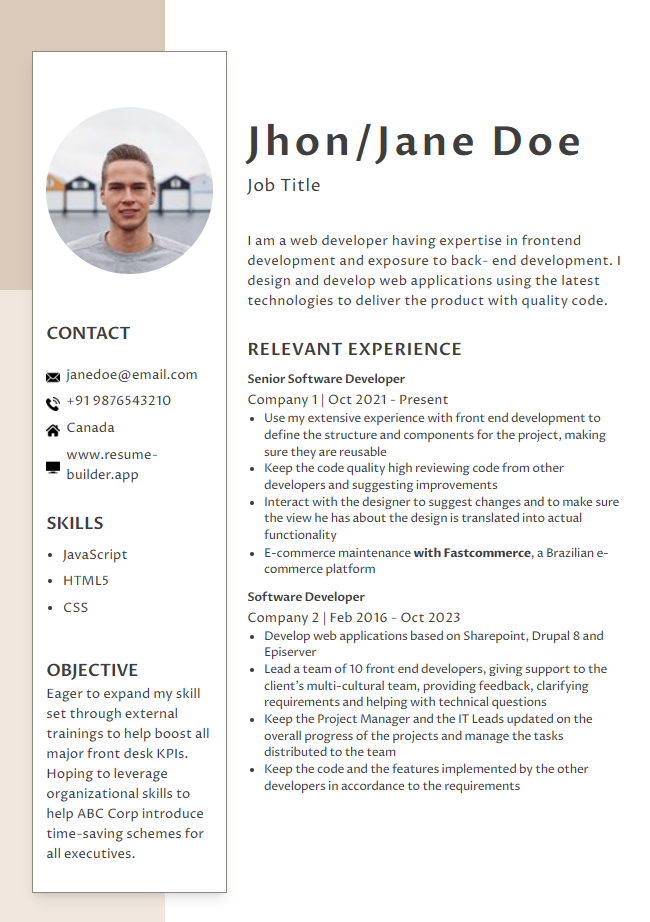 Jhon/Jane Doe
Job Title
I am a web developer having expertise in frontend
development and exposure to back- end development. I
design and develop web applications using the latest
technologies to deliver the product with quality code.
CONTACT
janedoe@email.com
+91 9876543210
Canada
www.resume-
builder.app
SKILLS
• JavaScript
• HTML5
• CSS
OBJECTIVE
Eager to expand my skill
set through external
trainings to help boost all
major front desk KPIs.
Hoping to leverage
organizational skills to
help ABC Corp introduce
time-saving schemes for
all executives.
RELEVANT EXPERIENCE
Senior Software Developer
Company 1 | Oct 2021 - Present
• Use my extensive experience with front end development to
define the structure and components for the project, making
sure they are reusable
• Keep the code quality high reviewing code from other
developers and suggesting improvements
• Interact with the designer to suggest changes and to make sure
the view he has about the design is translated into actual
functionality
• E-commerce maintenance with Fastcommerce, a Brazilian e-
commerce platform
Software Developer
Company 2 | Feb 2016 - Oct 2023
• Develop web applications based on Sharepoint, Drupal 8 and
Episerver
• Lead a team of 10 front end developers, giving support to the
client's multi-cultural team, providing feedback, clarifying
requirements and helping with technical questions
• Keep the Project Manager and the IT Leads updated on the
overall progress of the projects and manage the tasks
distributed to the team
• Keep the code and the features implemented by the other
developers in accordance to the requirements